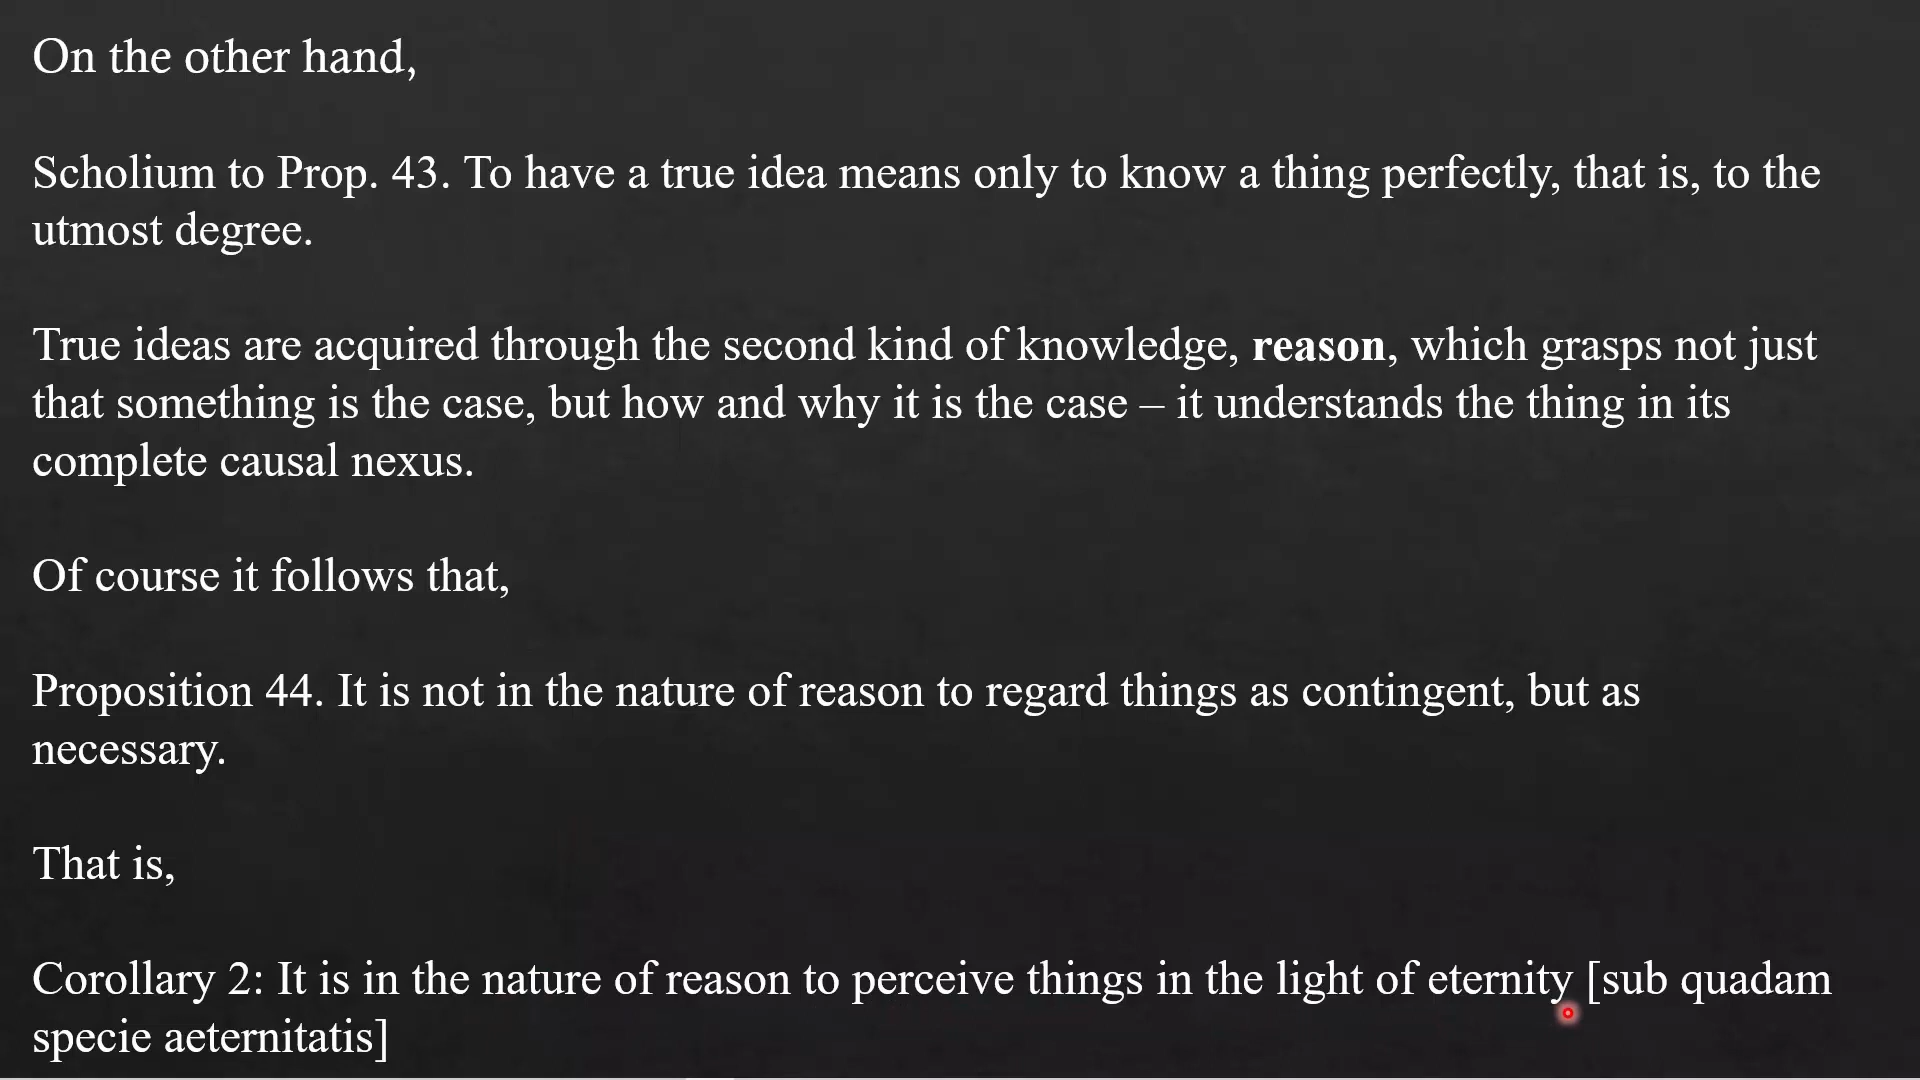 On the other hand,
Scholium to Prop. 43. To have a true idea means only to know a thing perfectly, that is, to the
utmost degree.
True ideas are acquired through the second kind of knowledge, reason, which grasps not just
that something is the case, but how and why it is the case – it understands the thing in its
complete causal nexus.
Of course it follows that,
Proposition 44. It is not in the nature of reason to regard things as contingent, but as
necessary.
That is,
Corollary 2: It is in the nature of reason to perceive things in the light of eternity [sub quadam
specie aeternitatis]